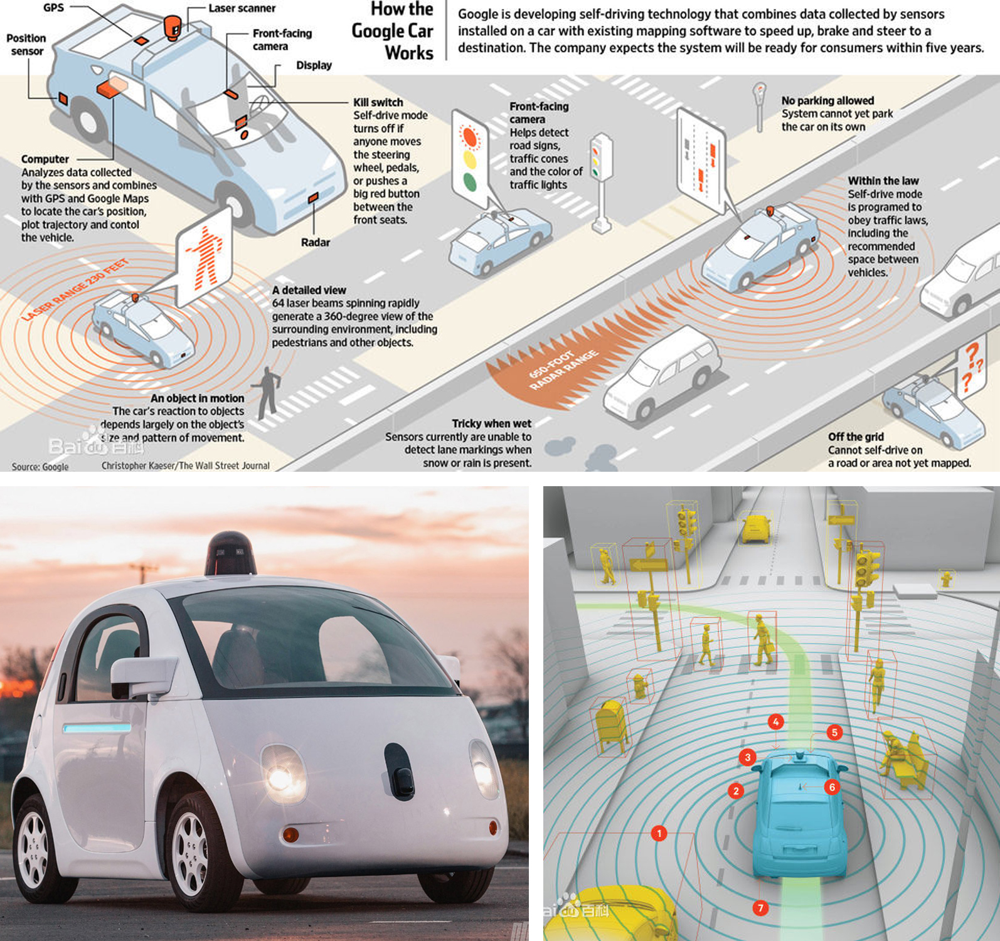 How the
Google Car
Works
Google is developing self-driving technology that combines data collected by sensors
installed on a car with existing mapping software to speed up, brake and steer to a
destination. The company expects the system will be ready for consumers within five years.
GPS
Laser scanner
Position
sensor
Front-facing
camera
Display
Kill switch
Self-drive mode
turns off if
anyone moves
the steering
wheel, pedals,
or pushes a
big red button
between the
front seats.
Computer
Analyzes data collected
by the sensors and combines
with GPS and Google Maps
to locate the car's position,
plot trajectory and contol
the vehicle.
Radar
Front-facing
camera
Helps detect
road signs,
traffic cones
and the color of
traffic lights
No parking allowed
System cannot yet park
the car on its own
Within the law
Self-drive mode
is programed to
obey traffic laws,
including the
recommended
space between
vehicles.
LASER RANGE 230 FEET
A detailed view
64 laser beams spinning rapidly
generate a 360-degree view of the
surrounding environment, including
pedestrians and other objects.
650-FOOT
RADAR RANGE
???
An object in motion
The car's reaction to objects
depends largely on the object's
size and pattern of movement.
Tricky when wet
Sensors currently are unable to
detect lane markings when
snow or rain is present.
Off the grid
Cannot self-drive on
a road or area not yet mapped.
Bai du 百科
Source: Google
Christopher Kaeser/The Wall Street Journal
4
5
3
6
2
1
7
ai du 百科